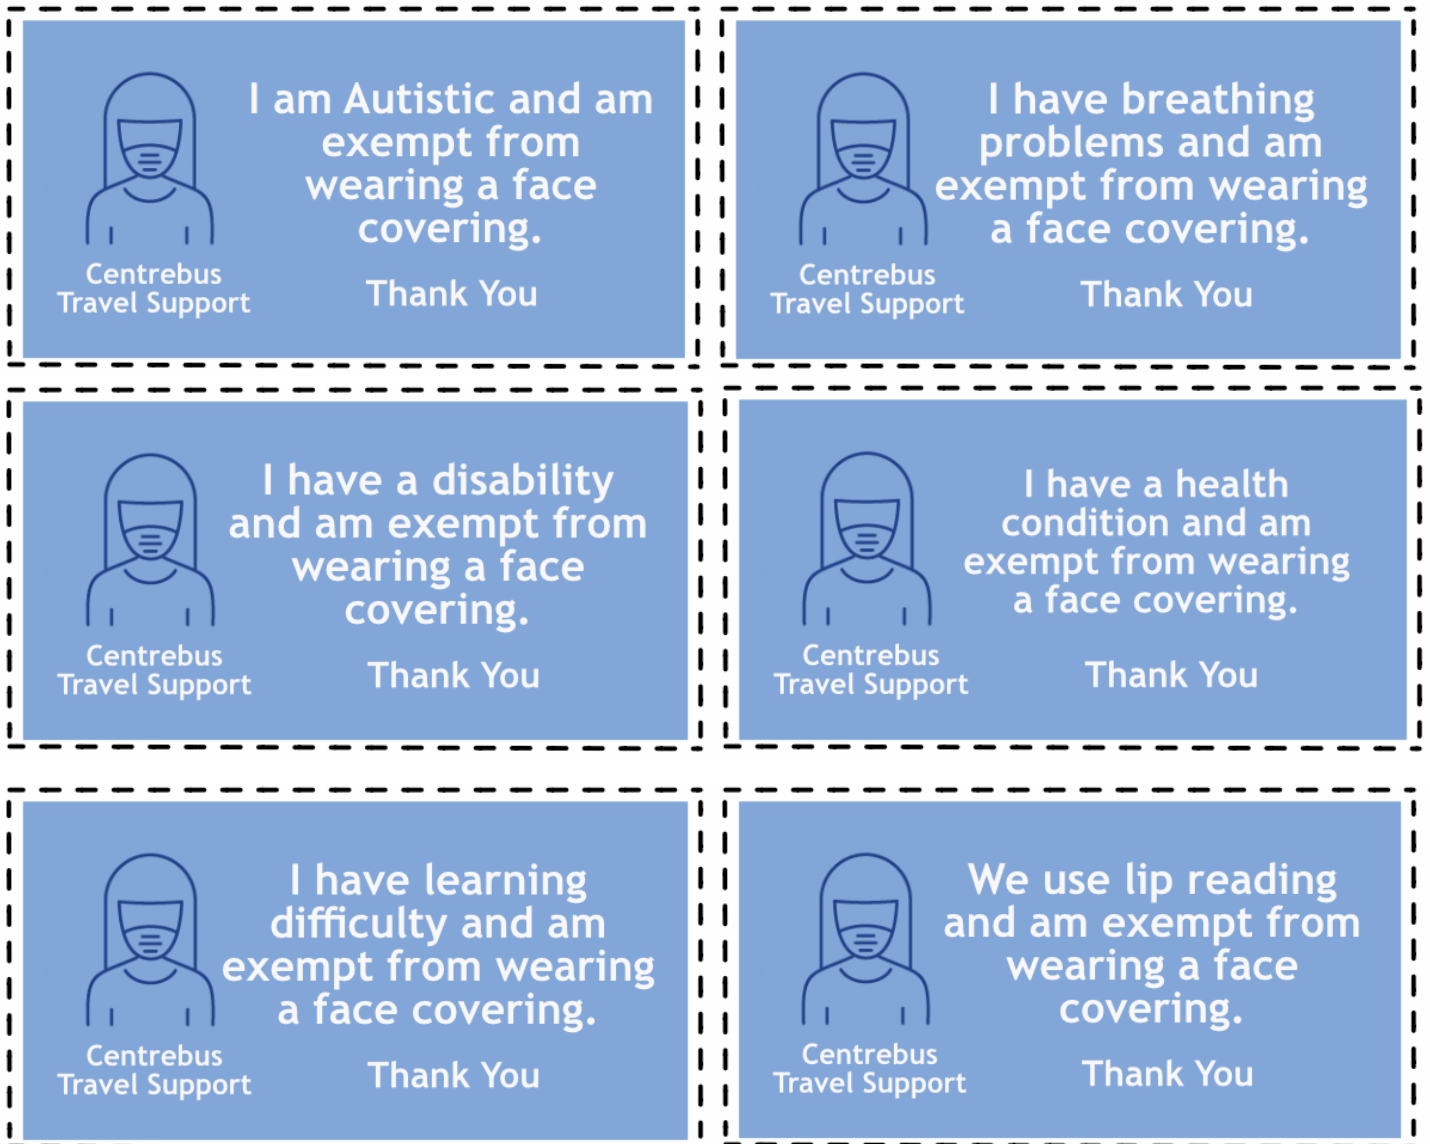 I am Autistic and am
exempt from
wearing a face
covering.
Thank You
Centrebus
Travel Support
I have breathing
problems and am
exempt from wearing
a face covering.
Thank You
Centrebus
Travel Support
I have a disability
and am exempt from
wearing a face
covering.
Thank You
Centrebus
Travel Support
I have a health
condition and am
exempt from wearing
a face covering.
Thank You
Centrebus
Travel Support
I have learning
difficulty and am
exempt from wearing
a face covering.
Thank You
Centrebus
Travel Support
We use lip reading
and am exempt from
wearing a face
covering.
Thank You
Centrebus
Travel Support